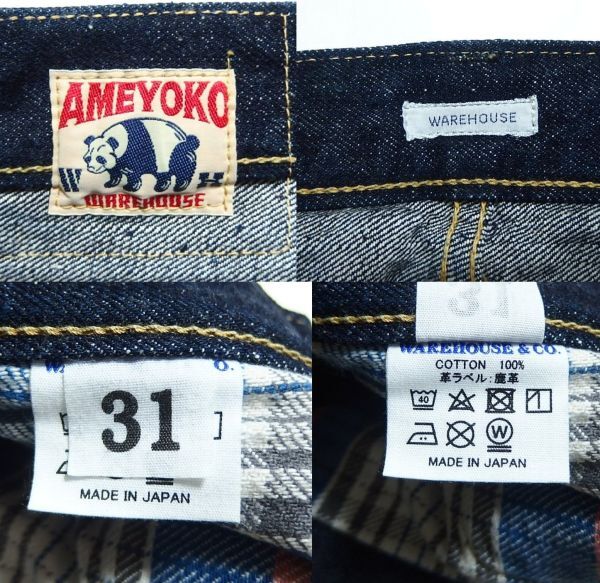 AMEYOKO
W H
WAREHOUSE
WAREHOUSE
O.
31
MADE IN JAPAN
31
WAREHOUSE & CO.
COTTON 100%
革ラベル:鹿革
40
W
MADE IN JAPAN